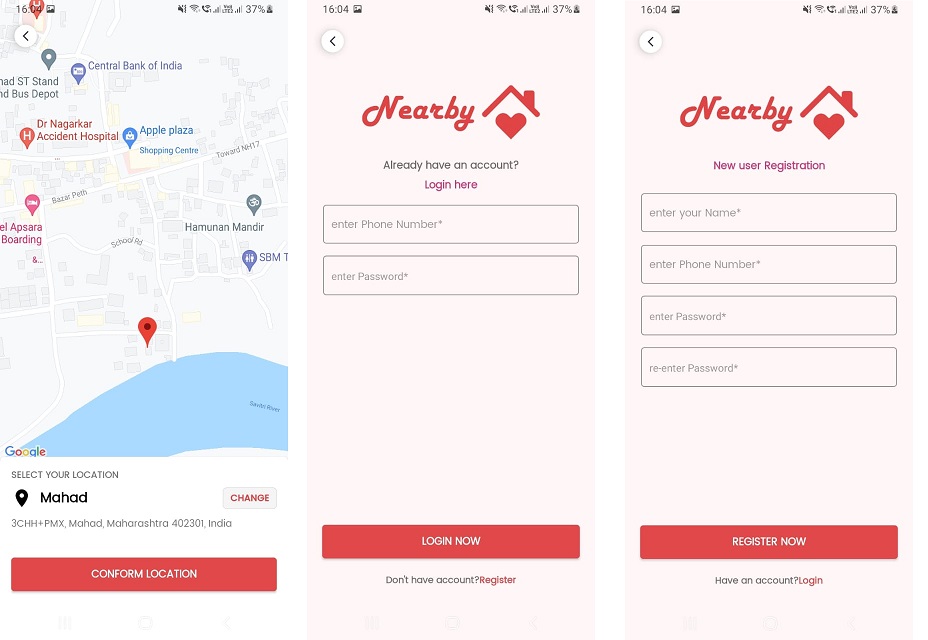 16:04
37%
Central Bank of India
had ST Stand
nd Bus Depot
Dr Nagarkar
Accident Hospital
Apple plaza
Shopping Centre
Toward NH17
Bazar Peth
el Apsara
Boarding
&...
Hamunan Mandir
School Rd
SBM T
Savitri River
Google
SELECT YOUR LOCATION
Mahad
CHANGE
3CHH+PMX, Mahad, Maharashtra 402301, India
CONFORM LOCATION
16:04
37%
Nearby
Already have an account?
Login here
enter Phone Number*
enter Password*
LOGIN NOW
Don't have account?Register
16:04
37%
Nearby
New user Registration
enter your Name*
enter Phone Number*
enter Password*
re-enter Password*
REGISTER NOW
Have an account?Login